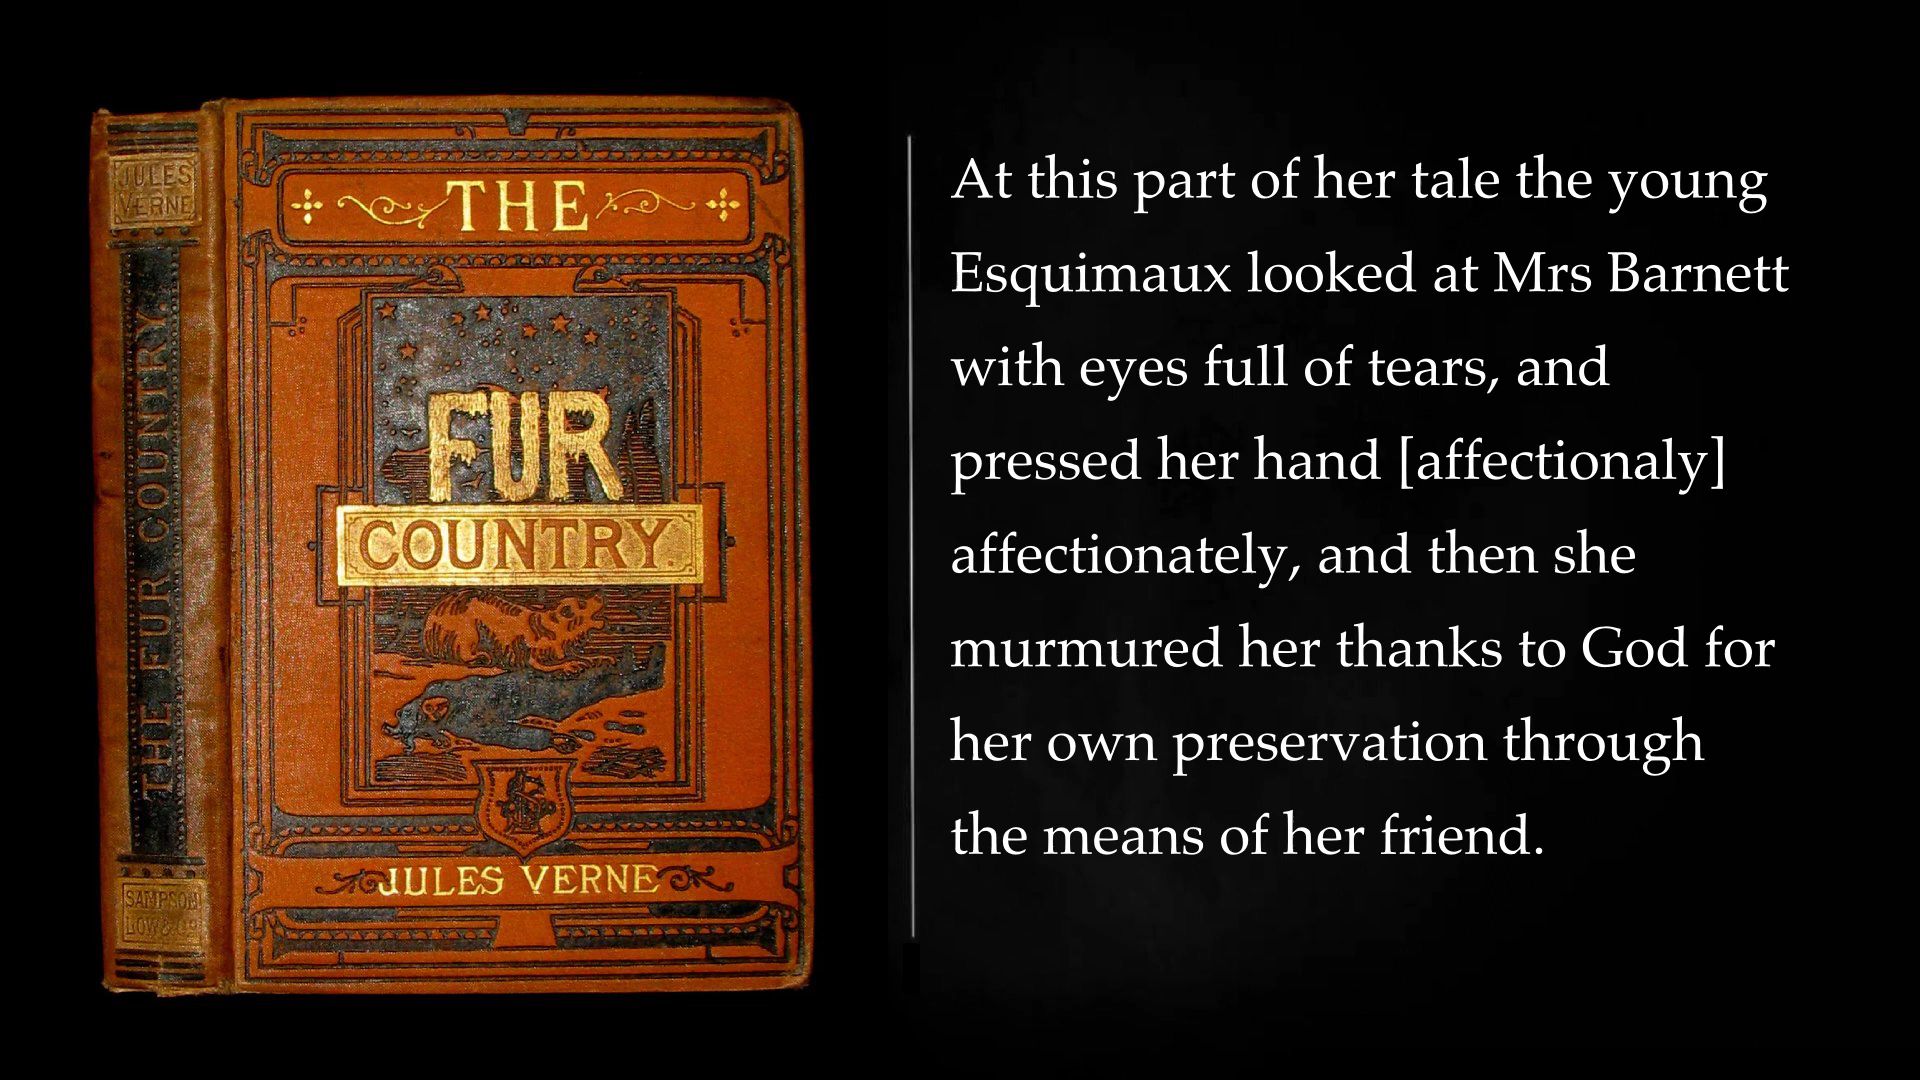 JULES
VERNE
THE FUR COUNTRY.
SAMPSON
LOW & Co
THE
FUR
COUNTRY.
JULES VERNE
At this part of her tale the young
Esquimaux looked at Mrs Barnett
with eyes full of tears, and
pressed her hand [affectionaly]
affectionately, and then she
murmured her thanks to God for
her own preservation through
the means of her friend.